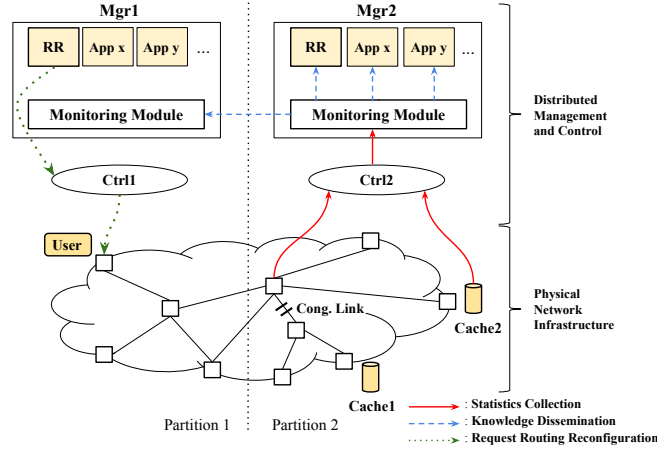 Mgr1
Mgr2
RR
App x
App y
...
RR
App x
App y
...
Monitoring Module
Monitoring Module
Distributed
Management
and Control
Ctrl1
Ctrl2
User
Cong. Link
Cache2
Physical
Network
Infrastructure
Cache1
Partition 1
Partition 2
: Statistics Collection
: Knowledge Dissemination
: Request Routing Reconfiguration